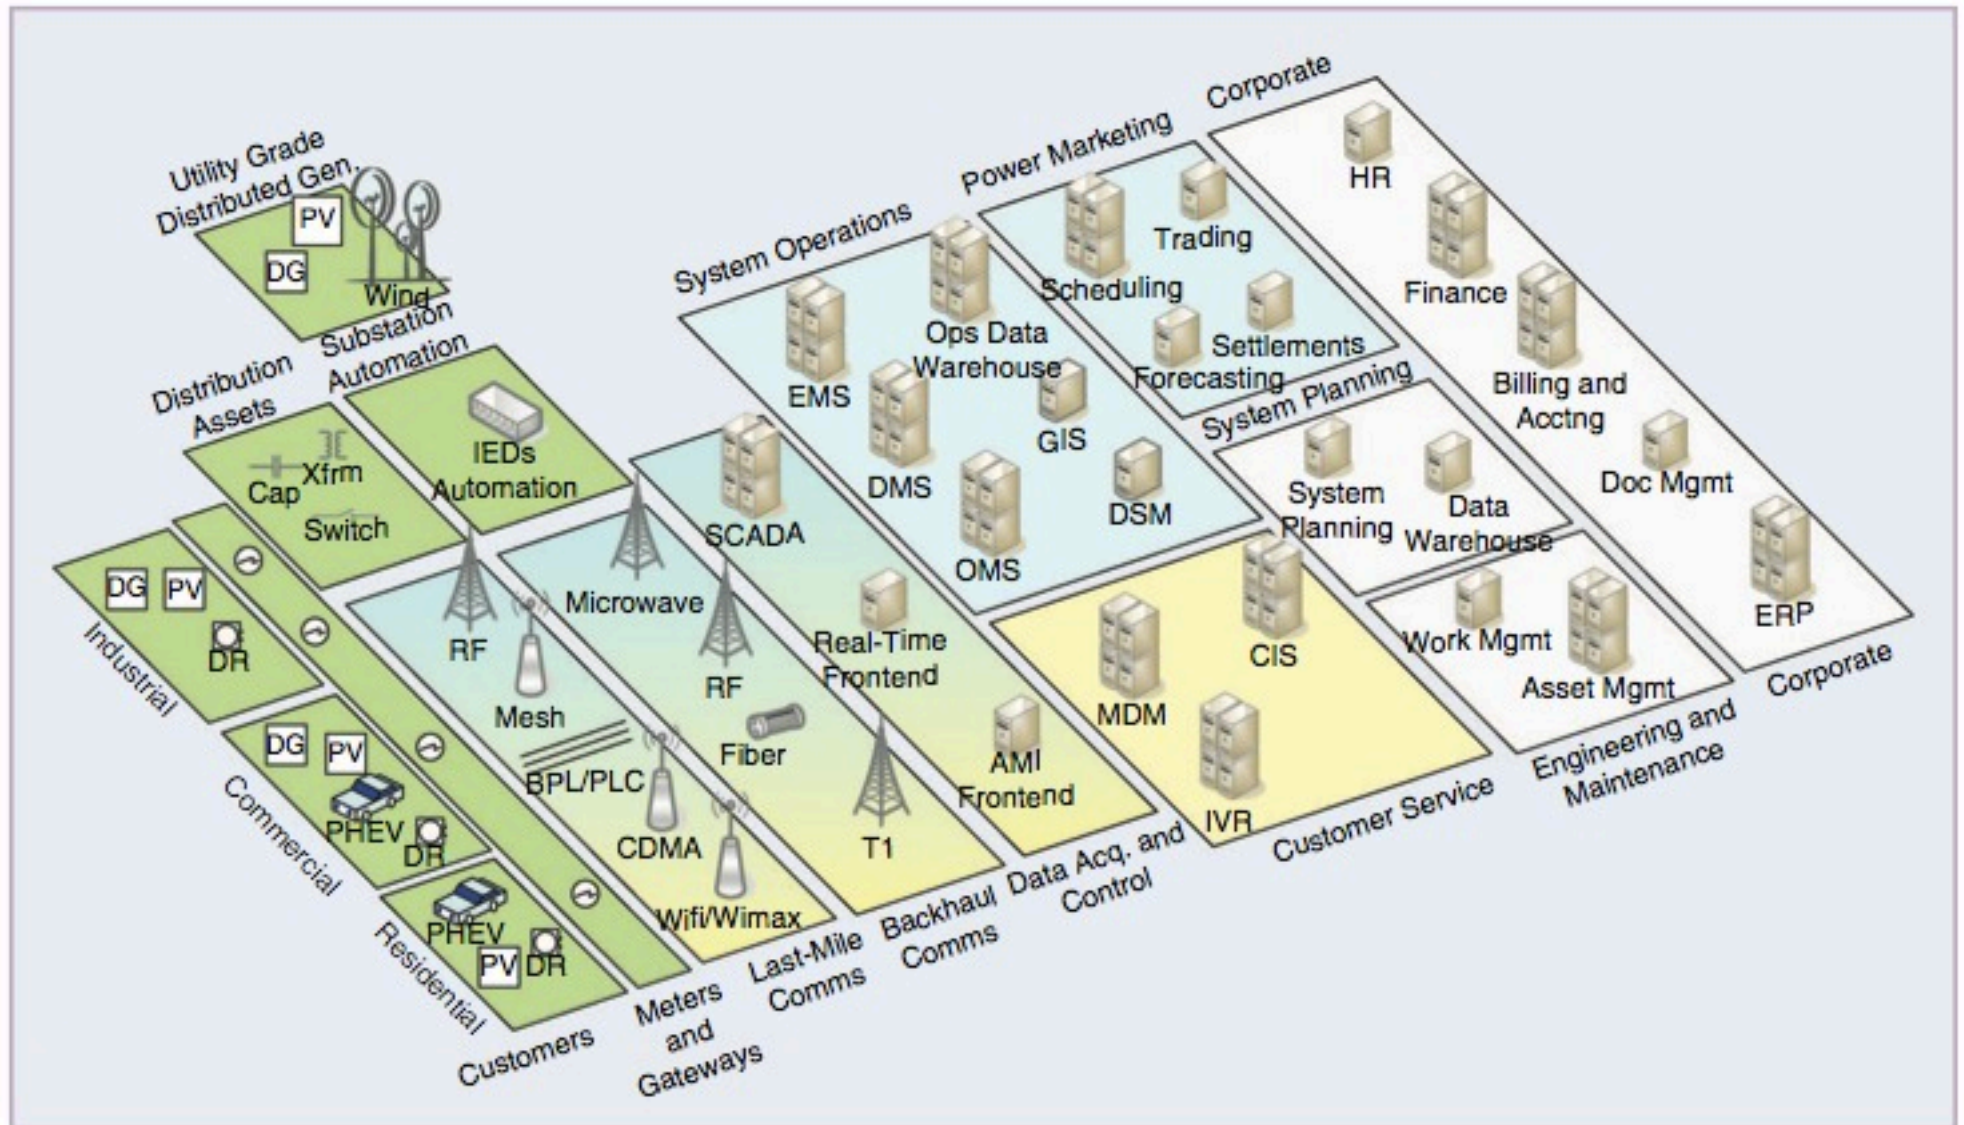 Corporate
HR
Finance
Billing and
Acctng
Doc Mgmt
ERP
Corporate
Power Marketing
Trading
Scheduling
Settlements
Forecasting
System Operations
Ops Data
Warehouse
EMS
GIS
DMS
DSM
OMS
System Planning
System
Planning
Data
Warehouse
Work Mgmt
Asset Mgmt
Engineering and
Maintenance
CIS
MDM
IVR
Customer Service
SCADA
Real-Time
Frontend
AMI
Frontend
Data Acq. and
Control
Microwave
RF
Fiber
T1
Backhaul
Comms
RF
Mesh
BPL/PLC
CDMA
Wifi/Wimax
Last-Mile
Comms
Utility Grade
Distributed Gen.
PV
DG
Wind
Substation
Automation
IEDs
Automation
Distribution
Assets
Xfrm
Cap
Switch
Meters
and
Gateways
DG
PV
DR
Industrial
DG
PV
PHEV
DR
Commercial
PHEV
PV
DR
Residential
Customers